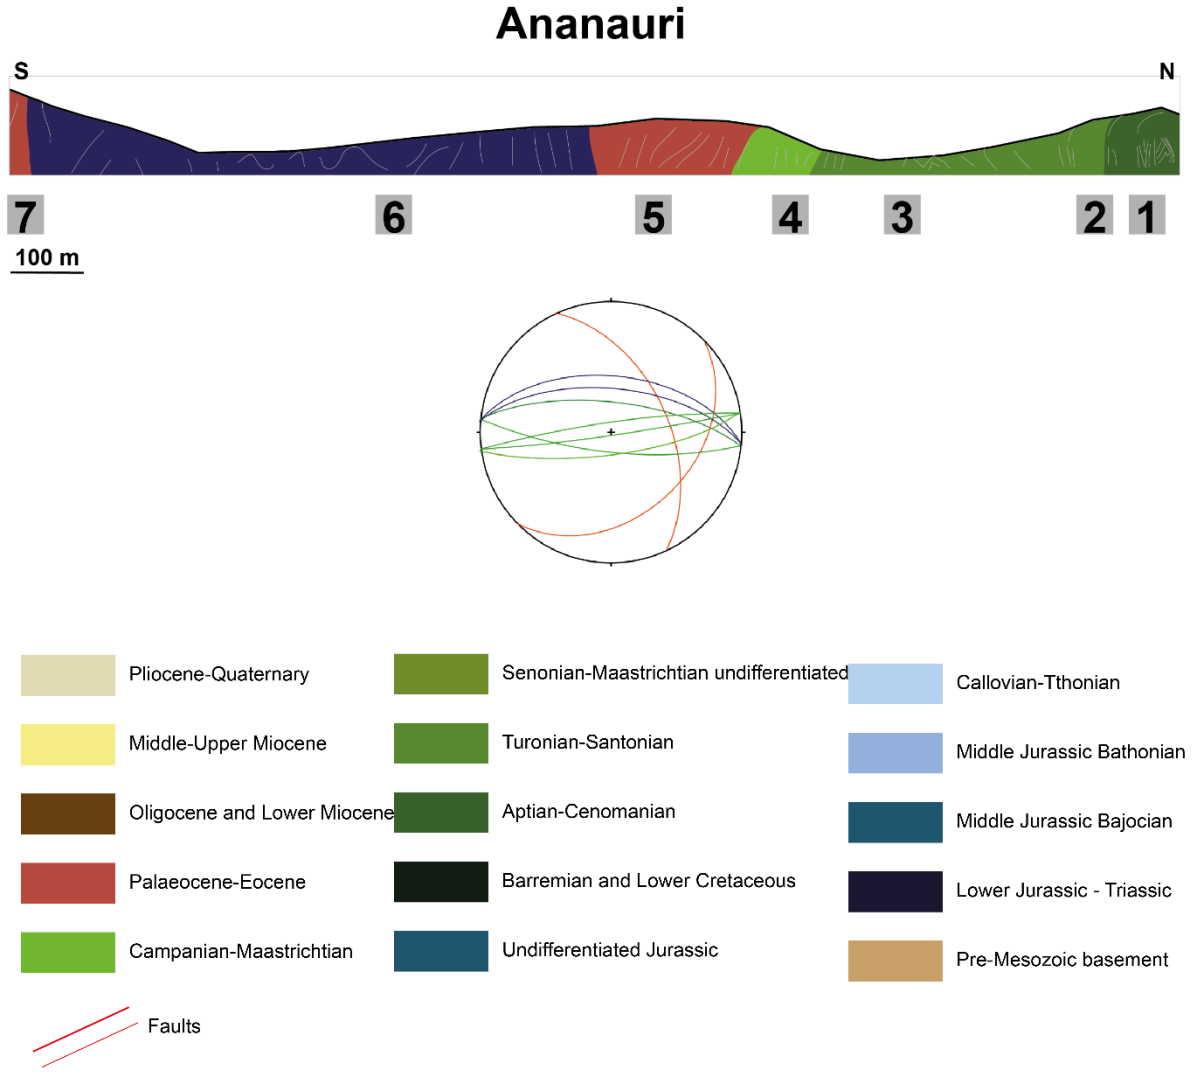 Ananauri
S N
7 6 5 4 3 2 1
100 m
Pliocene-Quaternary
Middle-Upper Miocene
Oligocene and Lower Miocene
Palaeocene-Eocene
Campanian-Maastrichtian
Faults
Senonian-Maastrichtian undifferentiated
Turonian-Santonian
Aptian-Cenomanian
Barremian and Lower Cretaceous
Undifferentiated Jurassic
Callovian-Tthonian
Middle Jurassic Bathonian
Middle Jurassic Bajocian
Lower Jurassic - Triassic
Pre-Mesozoic basement